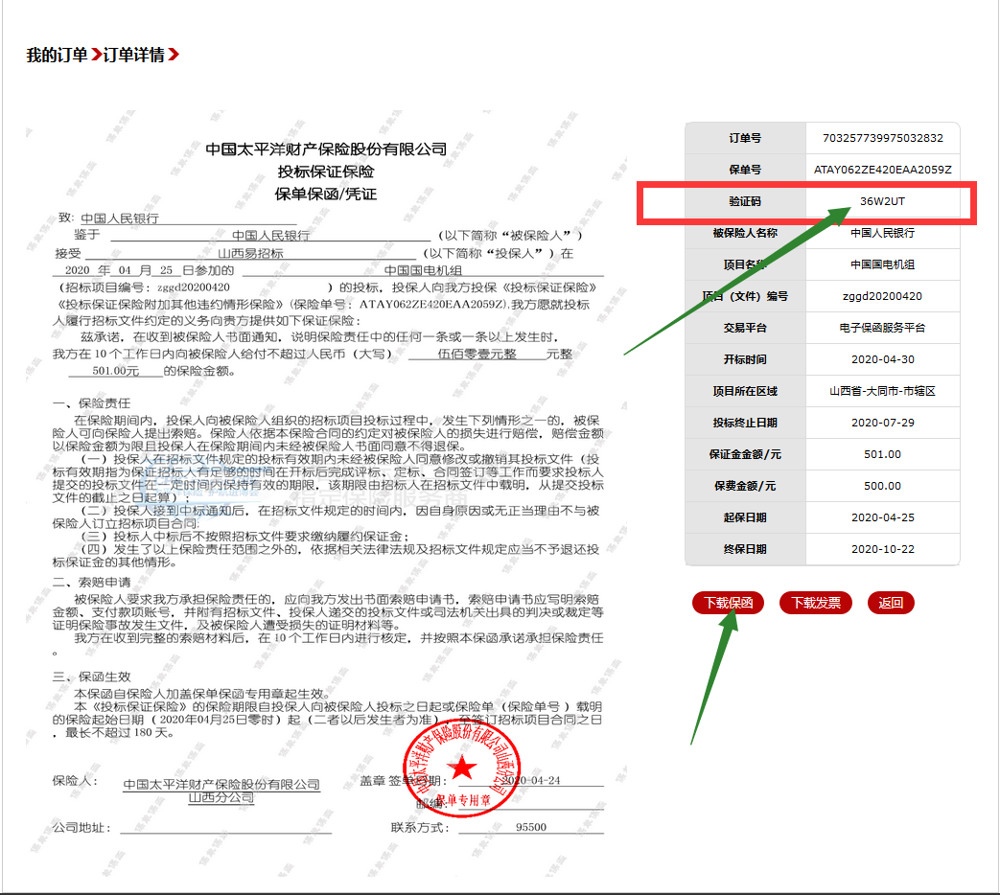 我的订单 订单详情
中国太平洋财产保险股份有限公司
投标保证保险
保单保函/凭证
致: 中国人民银行
鉴于 中国人民银行 (以下简称“被保险人”)
接受 山西易招标 (以下简称“投保人”) 在
2020 年 04 月 25 日参加的 中国国电机组
(招标项目编号: zggd20200420 ) 的投标, 投保人向我方投保《投标保证保险》
《投标保证保险附加其他违约情形保险》(保险单号: ATAY062ZE420EAA2059Z),我方愿就投标
人履行招标文件约定的义务向贵方提供如下保证保险:
兹承诺, 在收到被保险人书面通知, 说明保险责任中的任何一条或一条以上发生时,
我方在 10 个工作日内向被保险人给付不超过人民币 (大写) 伍佰零壹元整 元整
501.00元 的保险金额。
一、保险责任
在保险期间内, 投保人向被保险人组织的招标项目投标过程中, 发生下列情形之一的, 被保
险人可向保险人提出索赔。保险人依据本保险合同的约定对被保险人的损失进行赔偿, 赔偿金额
以保险金额为限且投保人在保险期间内未经被保险人书面同意不得退保。
(一) 投保人在招标文件规定的投标有效期内未经被保险人同意修改或撤销其投标文件 (投
标有效期指为保证招标人有足够的时间在开标后完成评标、定标、合同签订等工作而要求投标人
提交的投标文件在一定时间内保持有效的期限, 该期限由招标人在招标文件中载明, 从提交投标
文件的截止之日起算) ;
(二) 投保人接到中标通知后, 在招标文件规定的时间内, 因自身原因或无正当理由不与被
保险人订立招标项目合同;
(三) 投标人中标后不按照招标文件要求缴纳履约保证金;
(四) 发生了以上保险责任范围之外的, 依据相关法律法规及招标文件规定应当不予退还投
标保证金的其他情形。
二、索赔申请
被保险人要求我方承担保险责任的, 应向我方发出书面索赔申请书, 索赔申请书应写明索赔
金额、支付款项账号, 并附有招标文件、投保人递交的投标文件或司法机关出具的判决或裁定等
证明保险事故发生文件, 及被保险人遭受损失的证明材料等。
我方在收到完整的索赔材料后, 在 10 个工作日内进行核定, 并按照本保函承诺承担保险责任
。
三、保函生效
本保函自保险人加盖保单保函专用章起生效。
本《投标保证保险》的保险期限自投保人向被保险人投标之日起或保险单 (保险单号 ) 载明
的保险起始日期 (2020年04月25日零时) 起 (二者以后发生者为准), 至签订招标项目合同之日
, 最长不超过 180 天。
保险人: 中国太平洋财产保险股份有限公司
山西分公司
盖章 签单日期: 2020-04-24
邮编:
公司地址: 联系方式: 95500
中国太平洋财产保险股份有限公司山西分公司
保单专用章
指定保险服务商
订单号 703257739975032832
保单号 ATAY062ZE420EAA2059Z
验证码 36W2UT
被保险人名称 中国人民银行
项目名称 中国国电机组
项目 (文件) 编号 zggd20200420
交易平台 电子保函服务平台
开标时间 2020-04-30
项目所在区域 山西省-大同市-市辖区
投标终止日期 2020-07-29
保证金金额/元 501.00
保费金额/元 500.00
起保日期 2020-04-25
终保日期 2020-10-22
下载保函 下载发票 返回